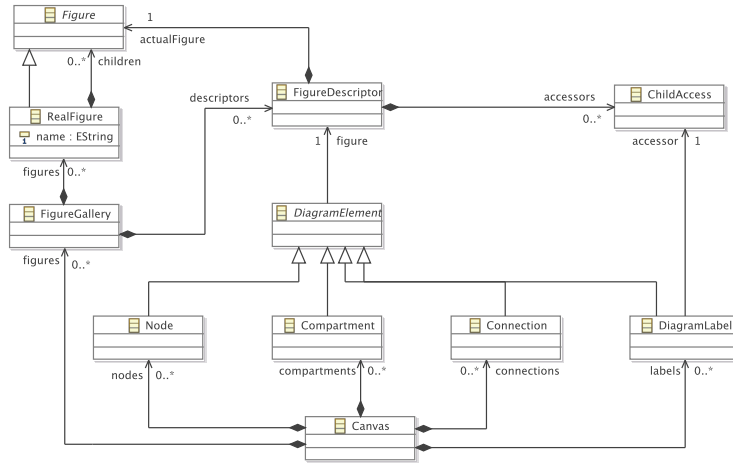 Figure
1
actualFigure
0..*
children
FigureDescriptor
descriptors
0..*
accessors
0..*
ChildAccess
RealFigure
name : EString
1
figure
accessor
1
figures
0..*
FigureGallery
DiagramElement
figures
0..*
Node
Compartment
Connection
DiagramLabel
nodes
0..*
compartments
0..*
0..*
connections
labels
0..*
Canvas